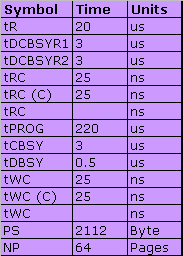 Symbol Time Units
tR 20 us
tDCBSYR1 3 us
tDCBSYR2 3 us
tRC 25 ns
tRC (C) 25 ns
tRC ns
tPROG 220 us
tCBSY 3 us
tDBSY 0.5 us
tWC 25 ns
tWC (C) 25 ns
tWC ns
PS 2112 Byte
NP 64 Pages